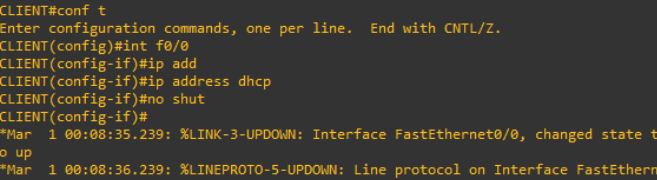 CLIENT#conf t
Enter configuration commands, one per line.  End with CNTL/Z.
CLIENT(config)#int f0/0
CLIENT(config-if)#ip add
CLIENT(config-if)#ip address dhcp
CLIENT(config-if)#no shut
CLIENT(config-if)#
*Mar  1 00:08:35.239: %LINK-3-UPDOWN: Interface FastEthernet0/0, changed state t
o up
*Mar  1 00:08:36.239: %LINEPROTO-5-UPDOWN: Line protocol on Interface FastEthern